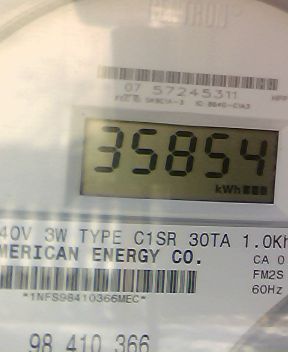 07 57245311
35854
kWh
40V 3W TYPE C1SR 30TA 1.0Kh
MERICAN ENERGY CO.
CA 0
FM2S
60Hz
*1NFS98410366MEC*
98 410 366